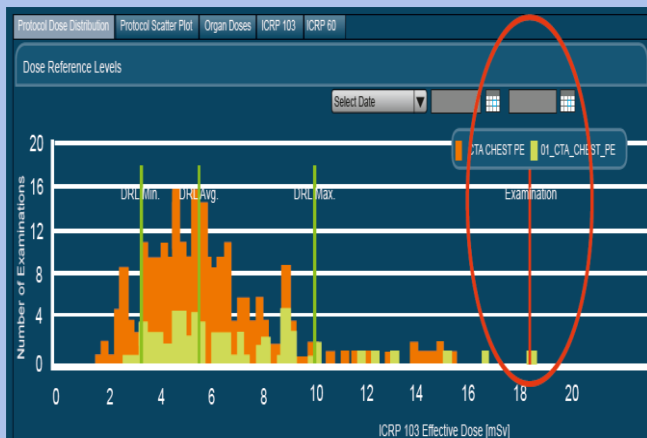 Protocol Dose Distribution Protocol Scatter Plot Organ Doses ICRP 103 ICRP 60
Dose Reference Levels
Select Date
CTA CHEST PE 01_CTA_CHEST_PE
20
DRL Min. DRL Avg. DRL Max. Examination
16
12
8
4
0
Number of Examinations
0 2 4 6 8 10 12 14 16 18 20
ICRP 103 Effective Dose [mSv]